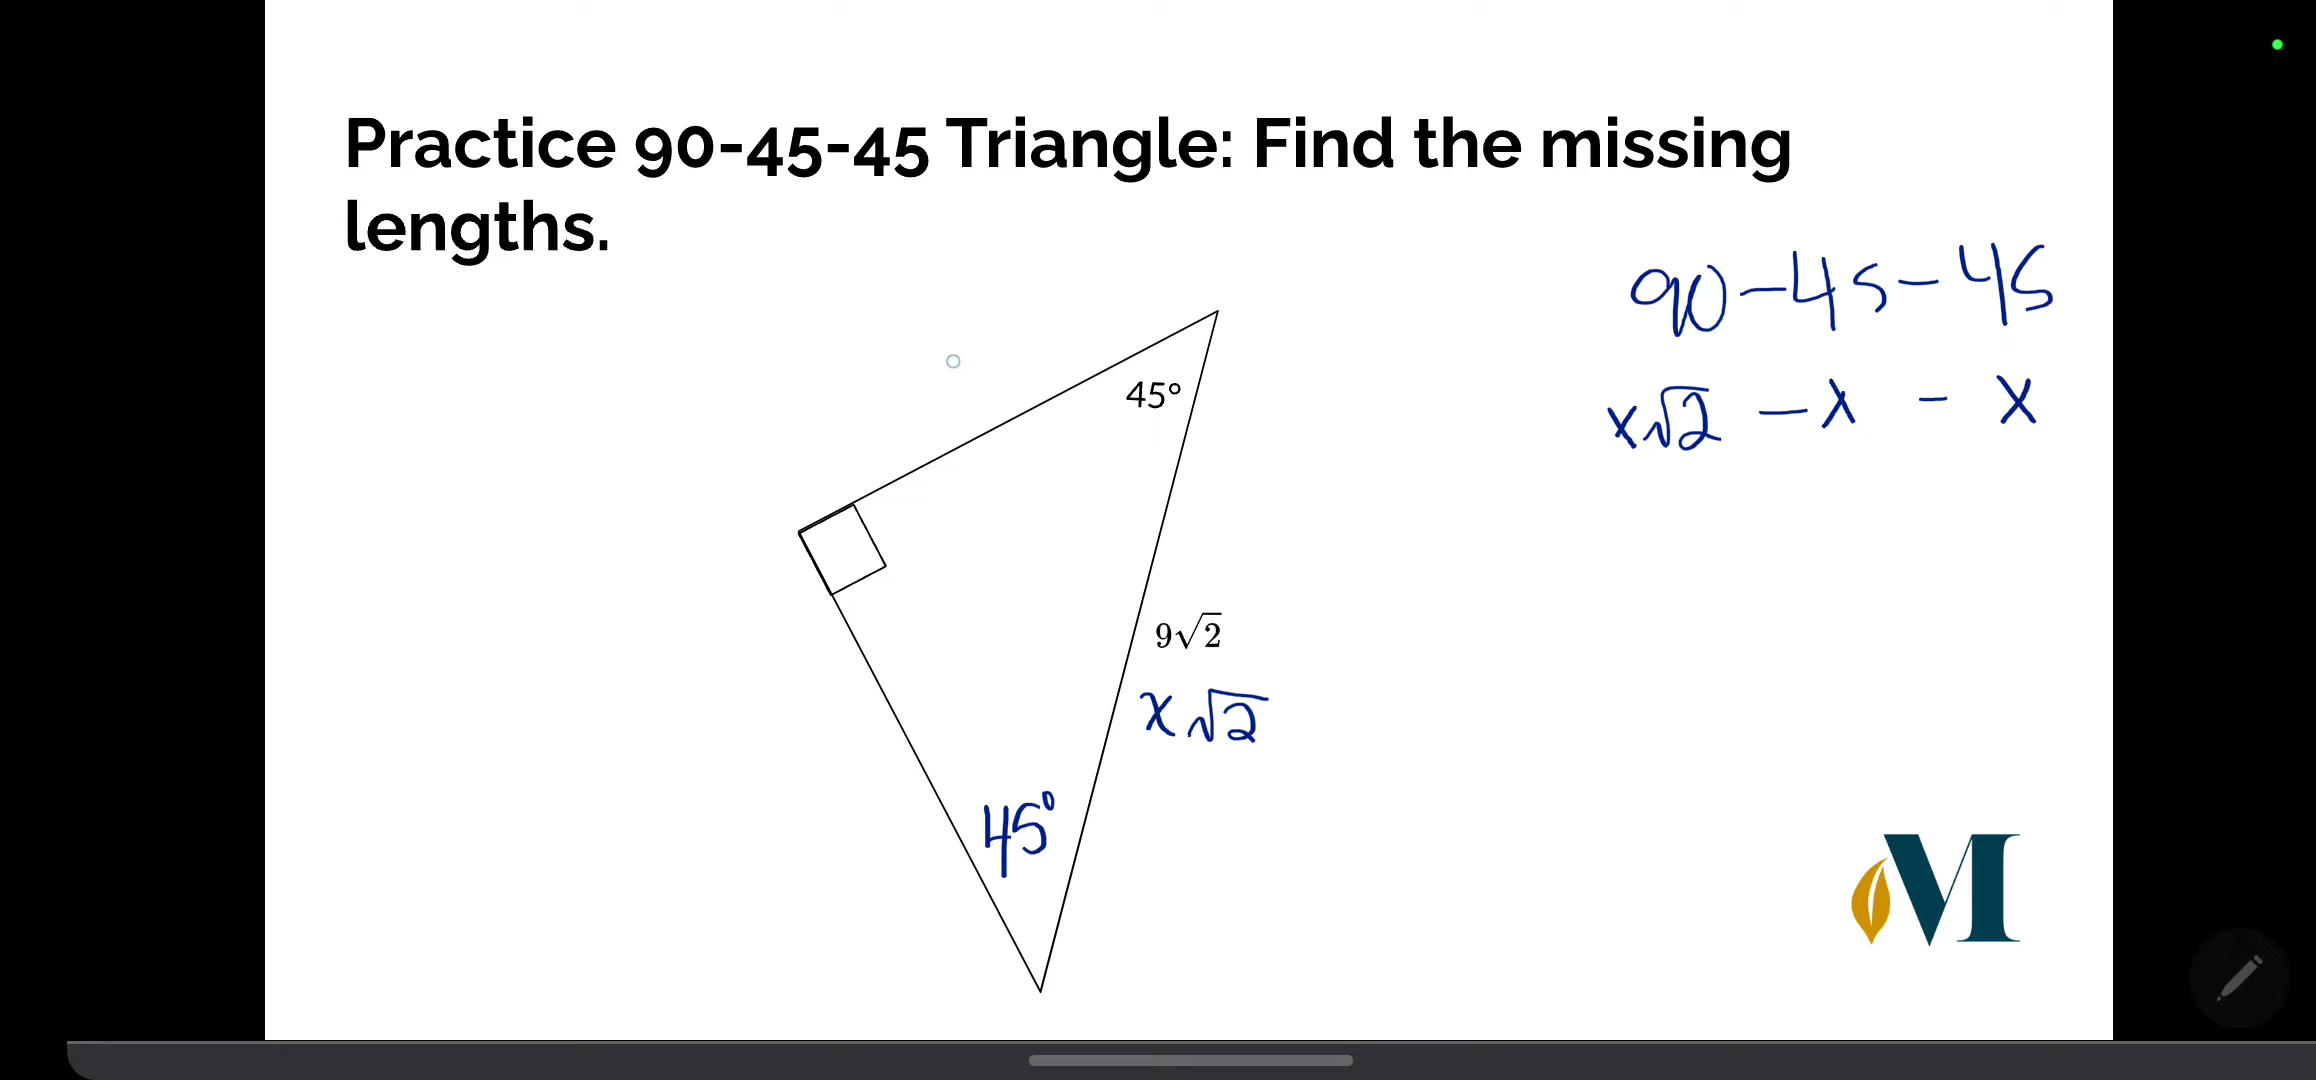 Practice 90-45-45 Triangle: Find the missing
lengths.
90-45-45
x√2 - x - x
45°
9√2
x√2
45°
M